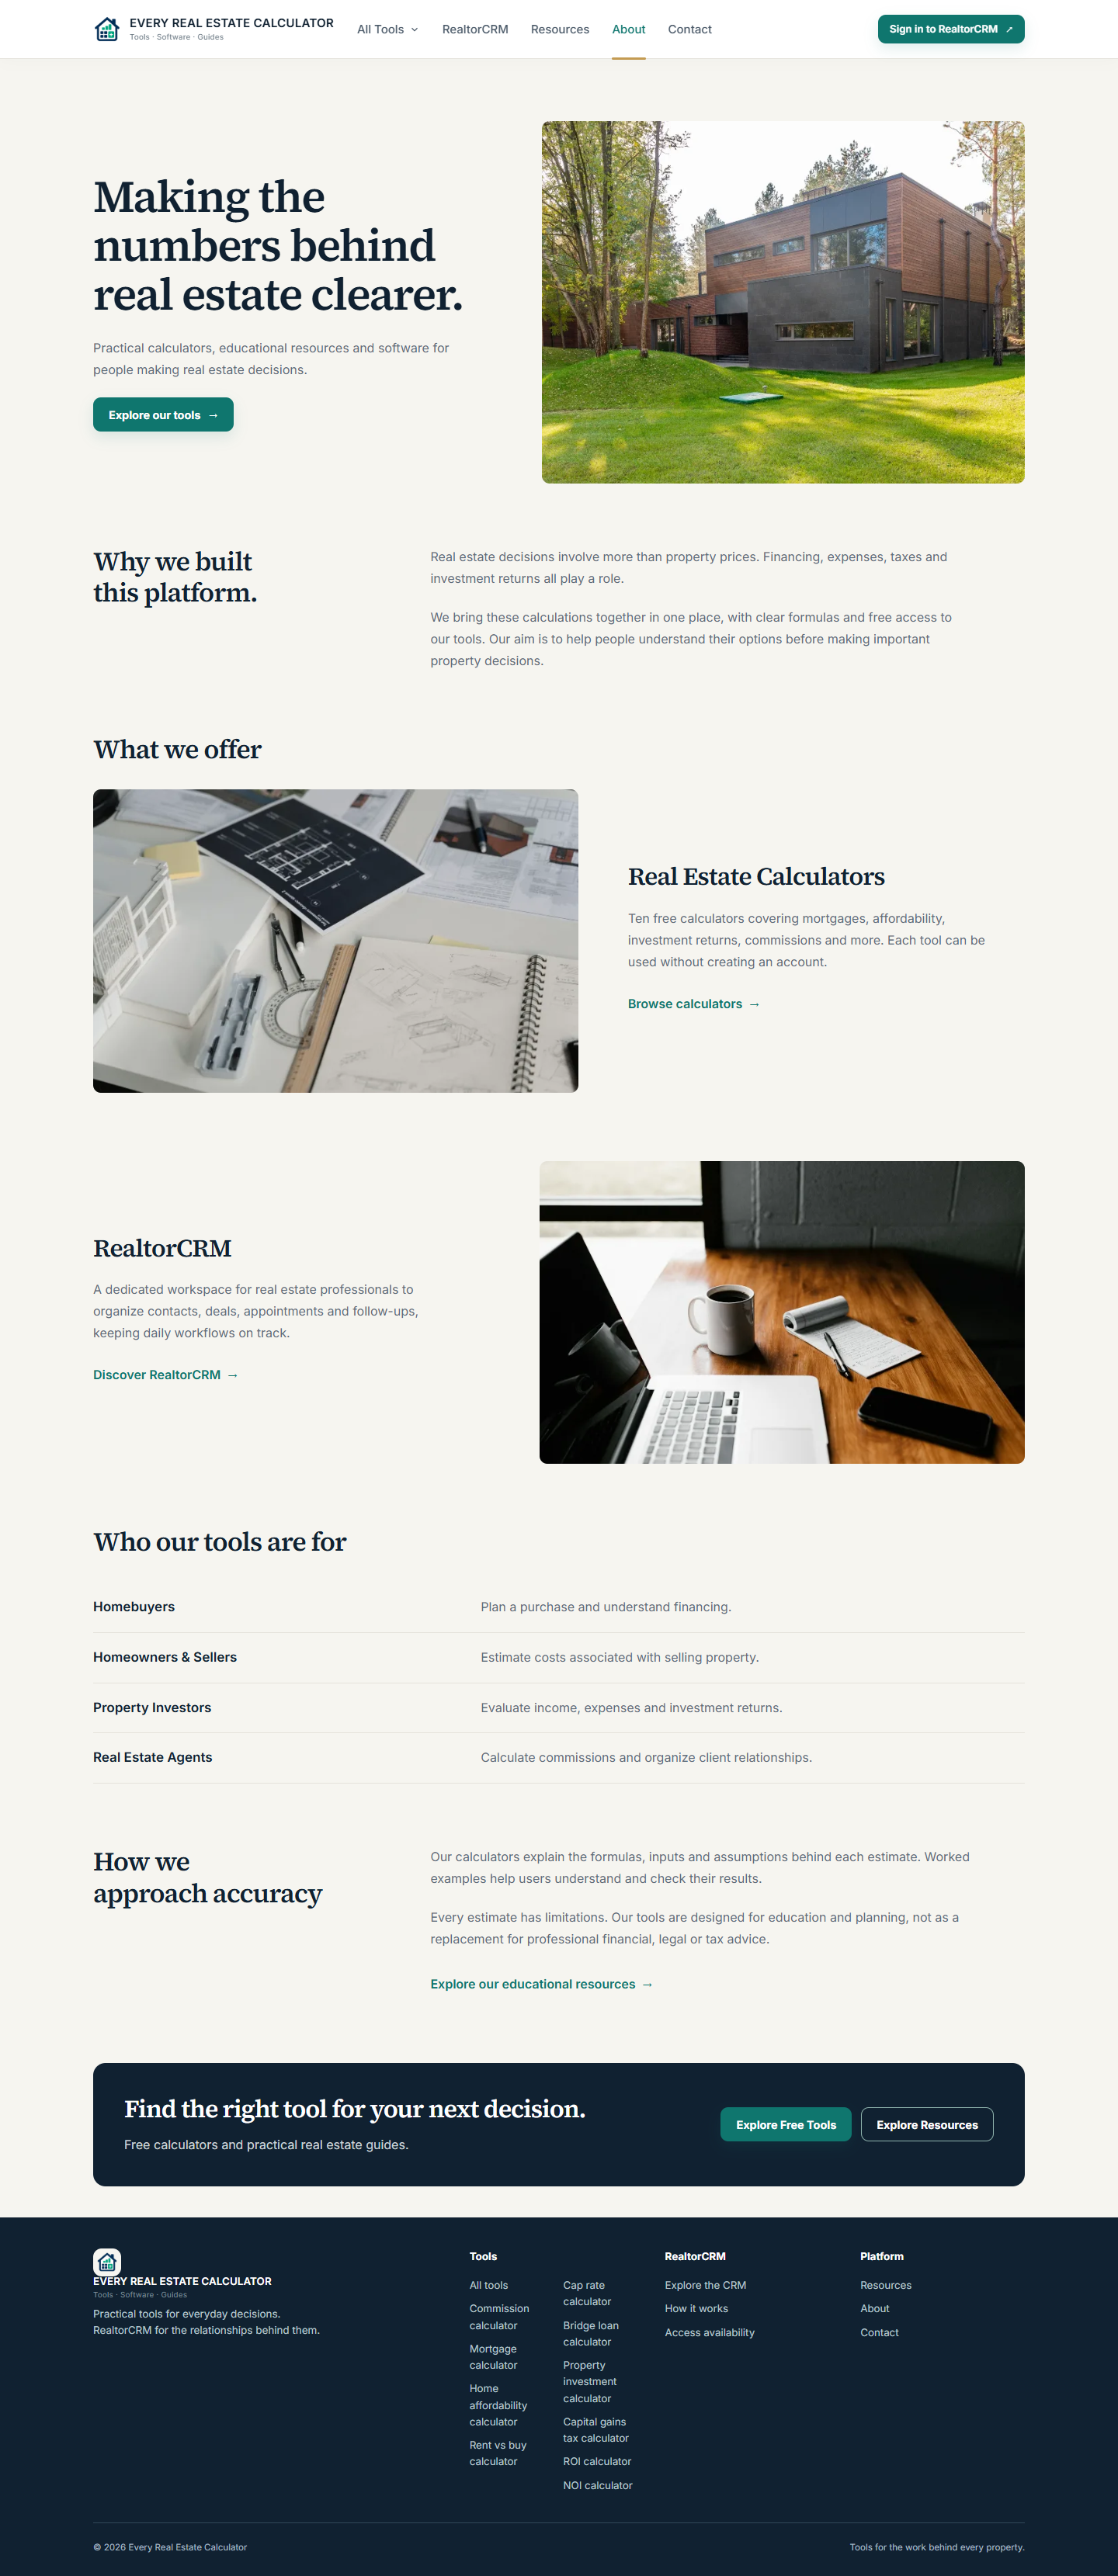 EVERY REAL ESTATE CALCULATOR
Tools · Software · Guides
All Tools
RealtorCRM
Resources
About
Contact
Sign in to RealtorCRM ↗
Making the
numbers behind
real estate clearer.
Practical calculators, educational resources and software for
people making real estate decisions.
Explore our tools →
Why we built
this platform.
Real estate decisions involve more than property prices. Financing, expenses, taxes and
investment returns all play a role.
We bring these calculations together in one place, with clear formulas and free access to
our tools. Our aim is to help people understand their options before making important
property decisions.
What we offer
Real Estate Calculators
Ten free calculators covering mortgages, affordability,
investment returns, commissions and more. Each tool can be
used without creating an account.
Browse calculators →
RealtorCRM
A dedicated workspace for real estate professionals to
organize contacts, deals, appointments and follow-ups,
keeping daily workflows on track.
Discover RealtorCRM →
Who our tools are for
Homebuyers
Plan a purchase and understand financing.
Homeowners & Sellers
Estimate costs associated with selling property.
Property Investors
Evaluate income, expenses and investment returns.
Real Estate Agents
Calculate commissions and organize client relationships.
How we
approach accuracy
Our calculators explain the formulas, inputs and assumptions behind each estimate. Worked
examples help users understand and check their results.
Every estimate has limitations. Our tools are designed for education and planning, not as a
replacement for professional financial, legal or tax advice.
Explore our educational resources →
Find the right tool for your next decision.
Free calculators and practical real estate guides.
Explore Free Tools
Explore Resources
EVERY REAL ESTATE CALCULATOR
Tools · Software · Guides
Practical tools for everyday decisions.
RealtorCRM for the relationships behind them.
Tools
All tools
Commission
calculator
Mortgage
calculator
Home
affordability
calculator
Rent vs buy
calculator
Cap rate
calculator
Bridge loan
calculator
Property
investment
calculator
Capital gains
tax calculator
ROI calculator
NOI calculator
RealtorCRM
Explore the CRM
How it works
Access availability
Platform
Resources
About
Contact
© 2026 Every Real Estate Calculator
Tools for the work behind every property.